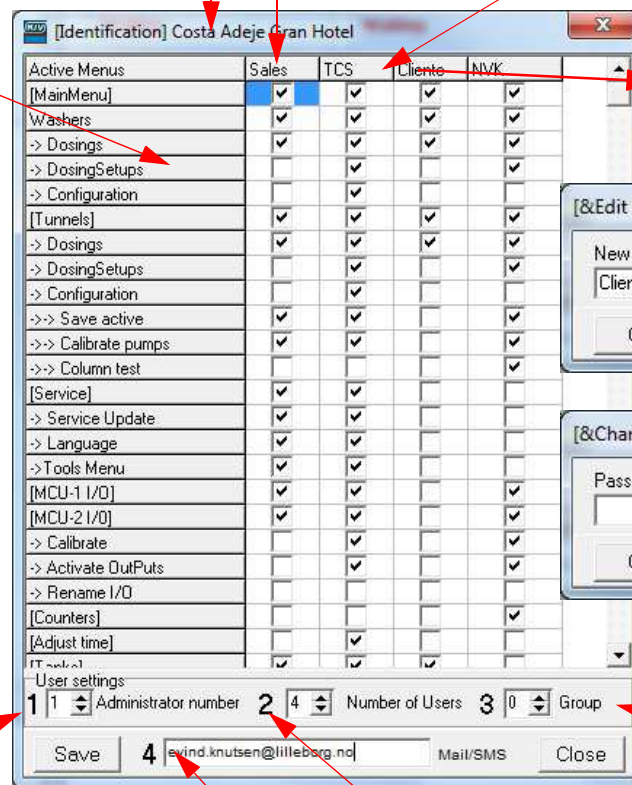 [Identification] Costa Adeje Gran Hotel
Active Menus Sales TCS Cliente NVK
[MainMenu]
Washers
-> Dosings
-> DosingSetups
-> Configuration
[Tunnels]
-> Dosings
-> DosingSetups
-> Configuration
->-> Save active
->-> Calibrate pumps
->-> Column test
[Service]
-> Service Update
-> Language
->Tools Menu
[MCU-1 I/O]
[MCU-2 I/O]
-> Calibrate
-> Activate OutPuts
-> Rename I/O
[Counters]
[Adjust time]
[Tanks]
User settings
1 1 Administrator number 2 4 Number of Users 3 0 Group
Save 4 eyind.knutsen@lilleborg.no Mail/SMS Close
[&Edit
New
Clier
[&Char
Pass